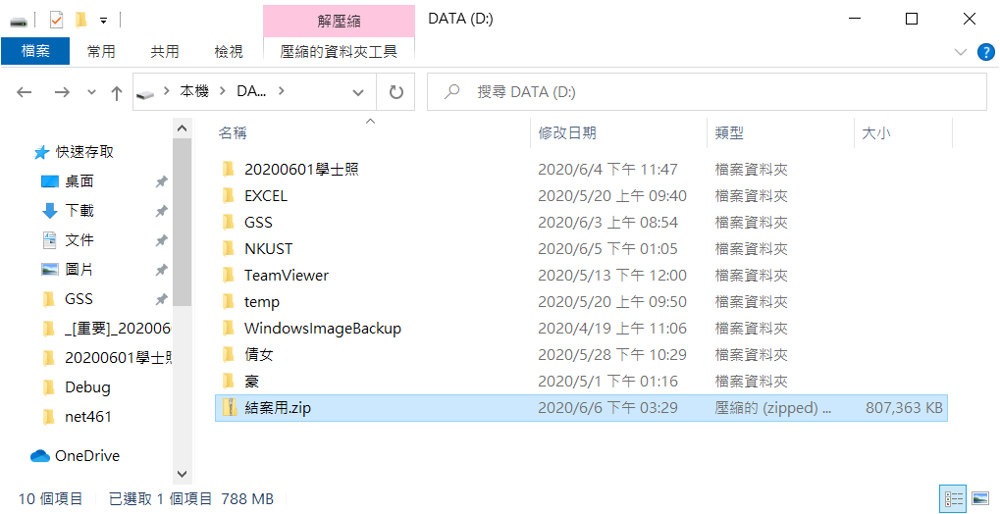 解壓縮
DATA (D:)
檔案
常用
共用
檢視
壓縮的資料夾工具
本機
DA...
搜尋 DATA (D:)
快速存取
桌面
下載
文件
圖片
GSS
_[重要]_2020060
20200601學士照
Debug
net461
OneDrive
名稱 修改日期 類型 大小
20200601學士照 2020/6/4 下午 11:47 檔案資料夾
EXCEL 2020/5/20 上午 09:40 檔案資料夾
GSS 2020/6/3 上午 08:54 檔案資料夾
NKUST 2020/6/5 下午 01:05 檔案資料夾
TeamViewer 2020/5/13 下午 12:00 檔案資料夾
temp 2020/5/20 上午 09:50 檔案資料夾
WindowsImageBackup 2020/4/19 上午 11:06 檔案資料夾
倩女 2020/5/28 下午 10:29 檔案資料夾
豪 2020/5/1 下午 01:16 檔案資料夾
結案用.zip 2020/6/6 下午 03:29 壓縮的 (zipped) ... 807,363 KB
10 個項目 已選取 1 個項目 788 MB